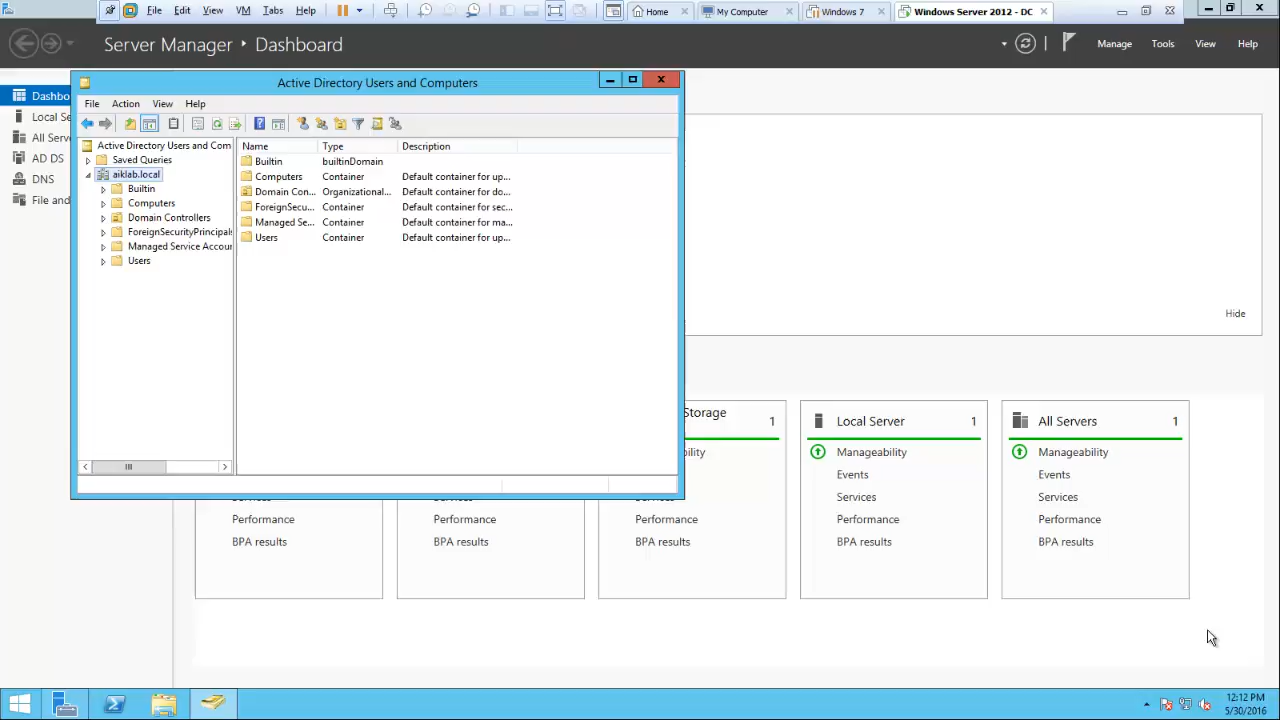 File Edit View VM Tabs Help
Home My Computer Windows 7 Windows Server 2012 - DC
Server Manager Dashboard Manage Tools View Help
Active Directory Users and Computers
File Action View Help
Active Directory Users and Com
Saved Queries
aiklab.local
Builtin
Computers
Domain Controllers
ForeignSecurityPrincipals
Managed Service Accour
Users
Name Type Description
Builtin builtinDomain
Computers Container Default container for up...
Domain Con... Organizational... Default container for do...
ForeignSecu... Container Default container for sec...
Managed Se... Container Default container for ma...
Users Container Default container for up...
Dashbo
Local Se
All Serve
AD DS
DNS
File and
Hide
Storage 1
Local Server 1
Manageability
Events
Services
Performance
BPA results
All Servers 1
Manageability
Events
Services
Performance
BPA results
Performance
BPA results
Performance
BPA results
Performance
BPA results
12:12 PM
5/30/2016